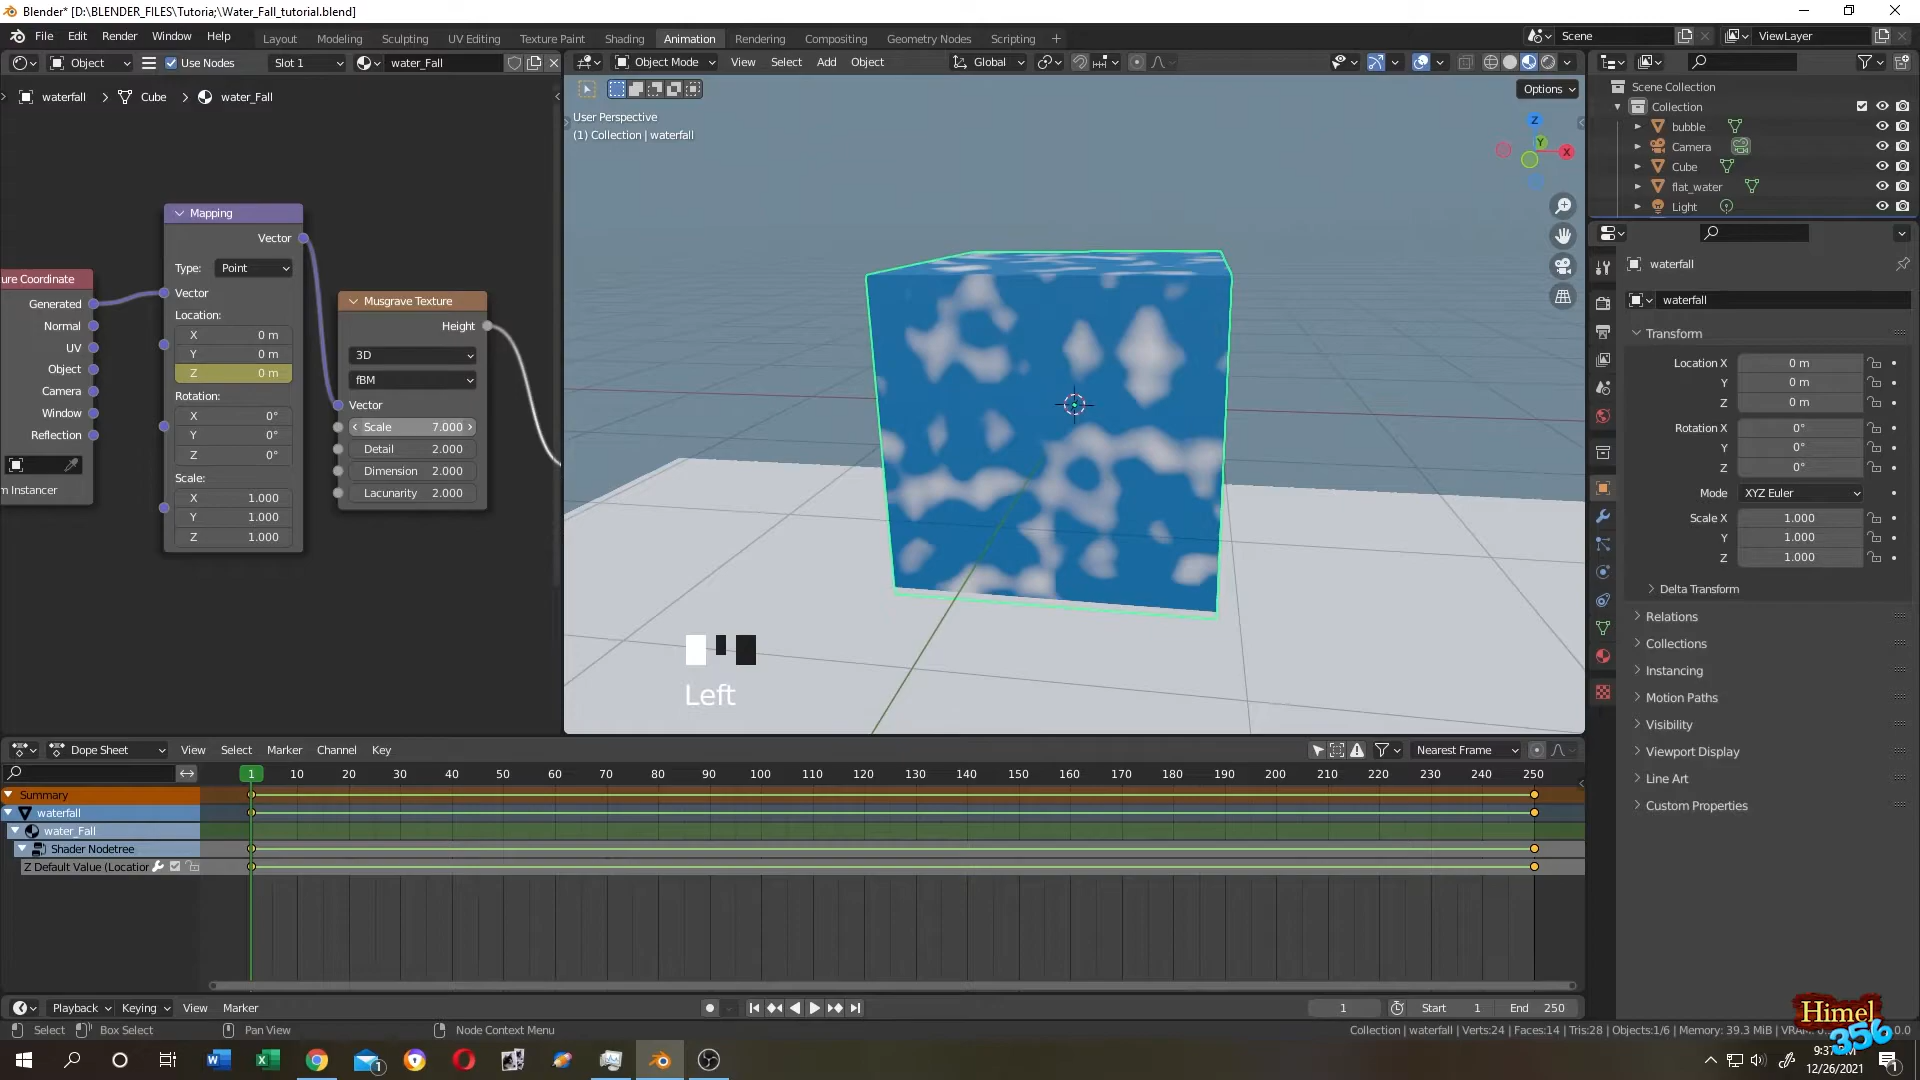 Blender* [D:\BLENDER_FILES\Tutoria;\Water_Fall_tutorial.blend]
File Edit Render Window Help
Layout Modeling Sculpting UV Editing Texture Paint Shading Animation Rendering Compositing Geometry Nodes Scripting +
Scene ViewLayer
Object Use Nodes Slot 1 water_Fall
Object Mode View Select Add Object Global
waterfall > Cube > water_Fall
Options
User Perspective
(1) Collection | waterfall
Z
Y
X
Scene Collection
Collection
bubble
Camera
Cube
flat_water
Light
Mapping
Vector
Type: Point
Vector
Location:
X 0 m
Y 0 m
Z 0 m
Rotation:
X 0°
Y 0°
Z 0°
Scale:
X 1.000
Y 1.000
Z 1.000
ure Coordinate
Generated
Normal
UV
Object
Camera
Window
Reflection
m Instancer
Musgrave Texture
Height
3D
fBM
Vector
Scale 7.000
Detail 2.000
Dimension 2.000
Lacunarity 2.000
Left
waterfall
waterfall
Transform
Location X 0 m
Y 0 m
Z 0 m
Rotation X 0°
Y 0°
Z 0°
Mode XYZ Euler
Scale X 1.000
Y 1.000
Z 1.000
Delta Transform
Relations
Collections
Instancing
Motion Paths
Visibility
Viewport Display
Line Art
Custom Properties
Dope Sheet View Select Marker Channel Key Nearest Frame
1 10 20 30 40 50 60 70 80 90 100 110 120 130 140 150 160 170 180 190 200 210 220 230 240 250
Summary
waterfall
water_Fall
Shader Nodetree
Z Default Value (Location
Playback Keying View Marker 1 Start 1 End 250
Select Box Select Pan View Node Context Menu
Collection | waterfall | Verts:24 | Faces:14 | Tris:28 | Objects:1/6 | Memory: 39.3 MiB
Himel
356
12/26/2021